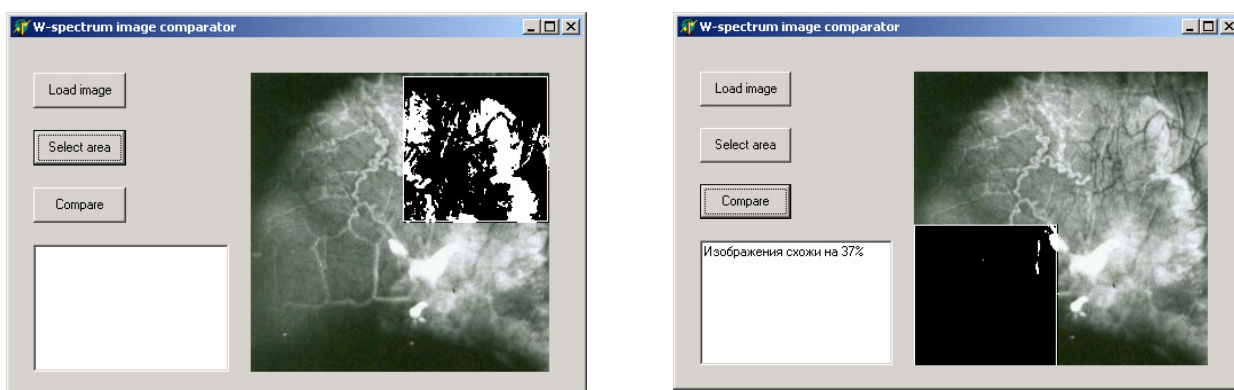 W-spectrum image comparator
Load image
Select area
Compare
W-spectrum image comparator
Load image
Select area
Compare
Изображения схожи на 37%